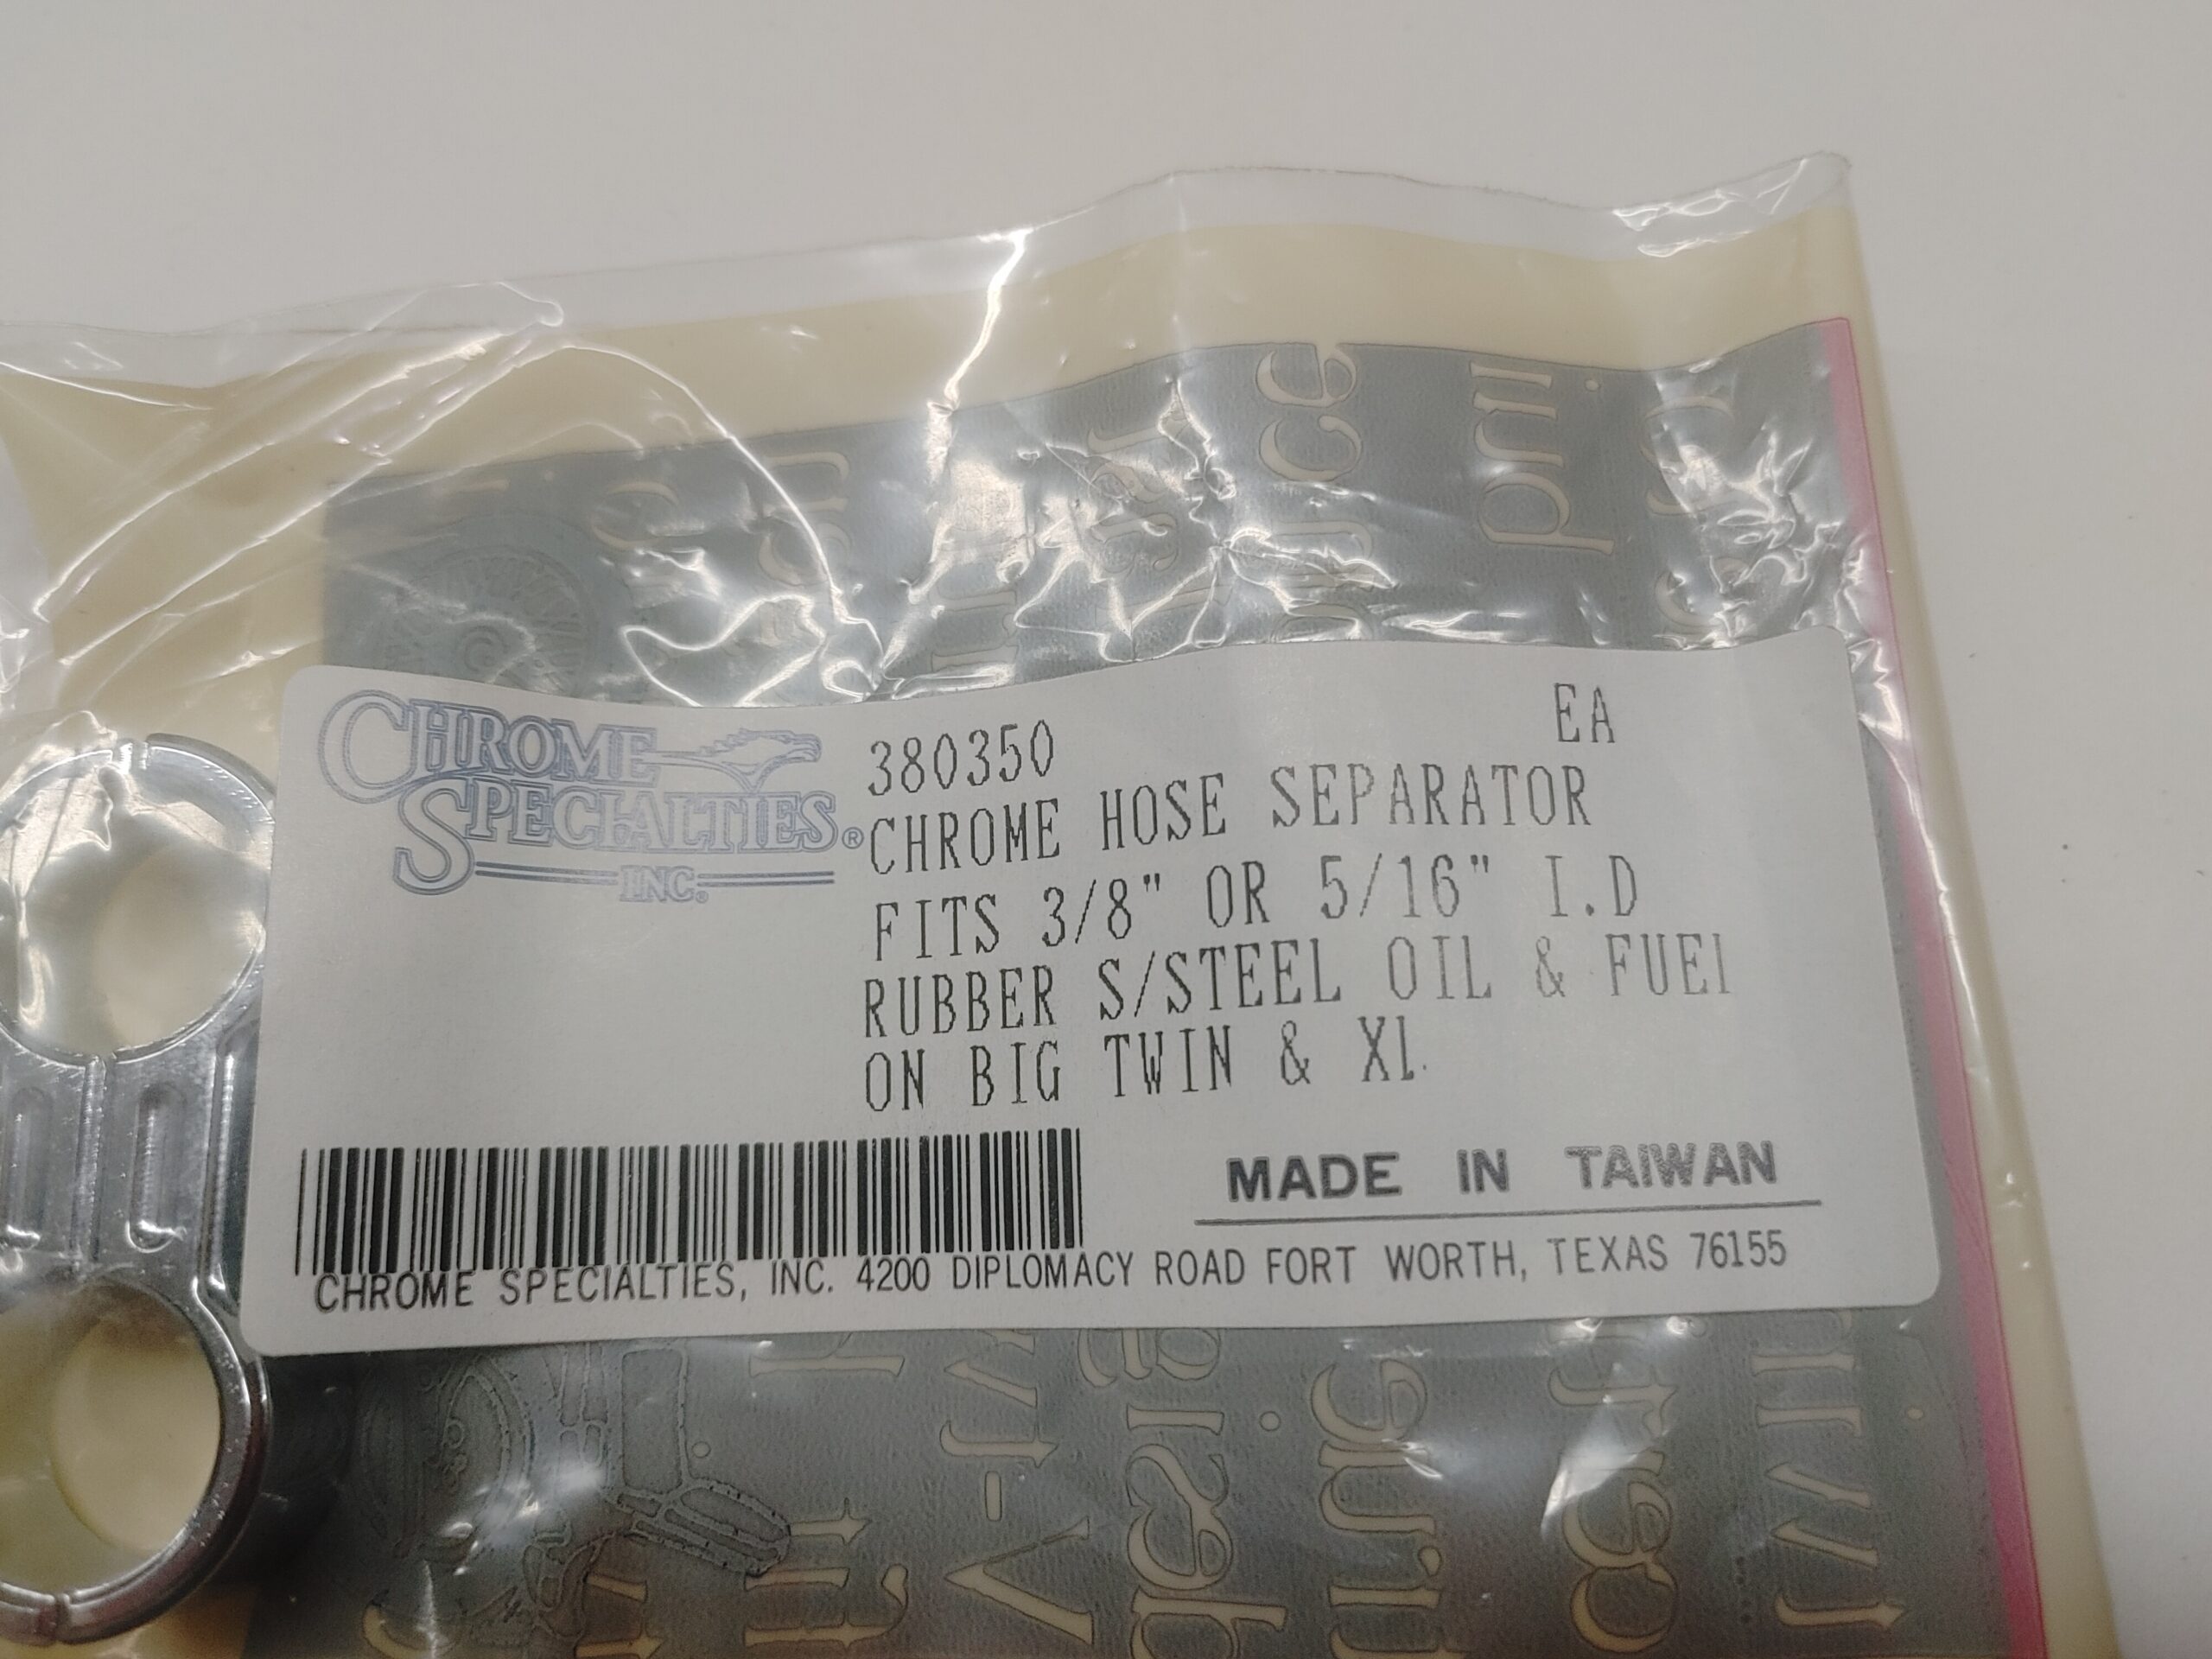 CHROME
SPECIALTIES®
INC.
380350 EA
CHROME HOSE SEPARATOR
FITS 3/8" OR 5/16" I.D
RUBBER S/STEEL OIL & FUEL
ON BIG TWIN & XL
MADE IN TAIWAN
CHROME SPECIALTIES, INC. 4200 DIPLOMACY ROAD FORT WORTH, TEXAS 76155